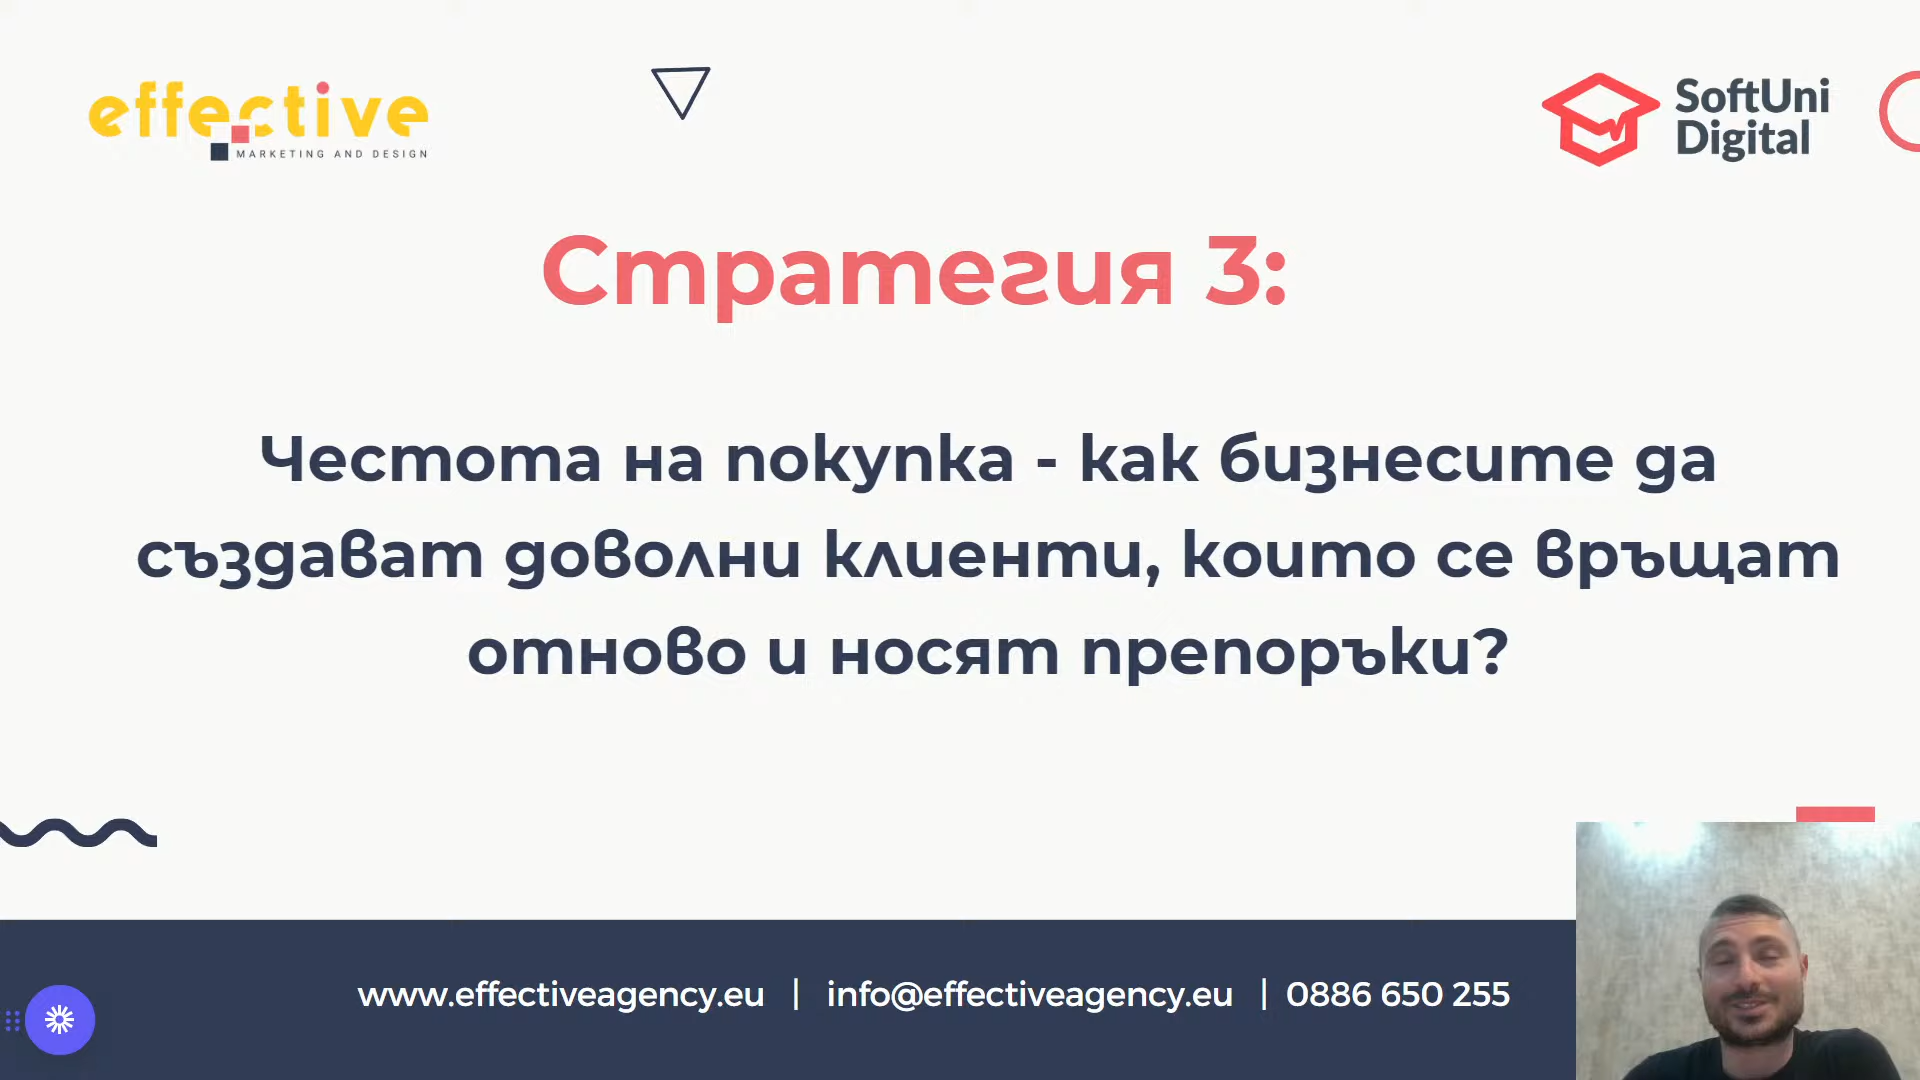 effective
MARKETING AND DESIGN
SoftUni
Digital
Стратегия 3:
Честота на покупка - как бизнесите да
създават доволни клиенти, които се връщат
отново и носят препоръки?
www.effectiveagency.eu | info@effectiveagency.eu | 0886 650 255